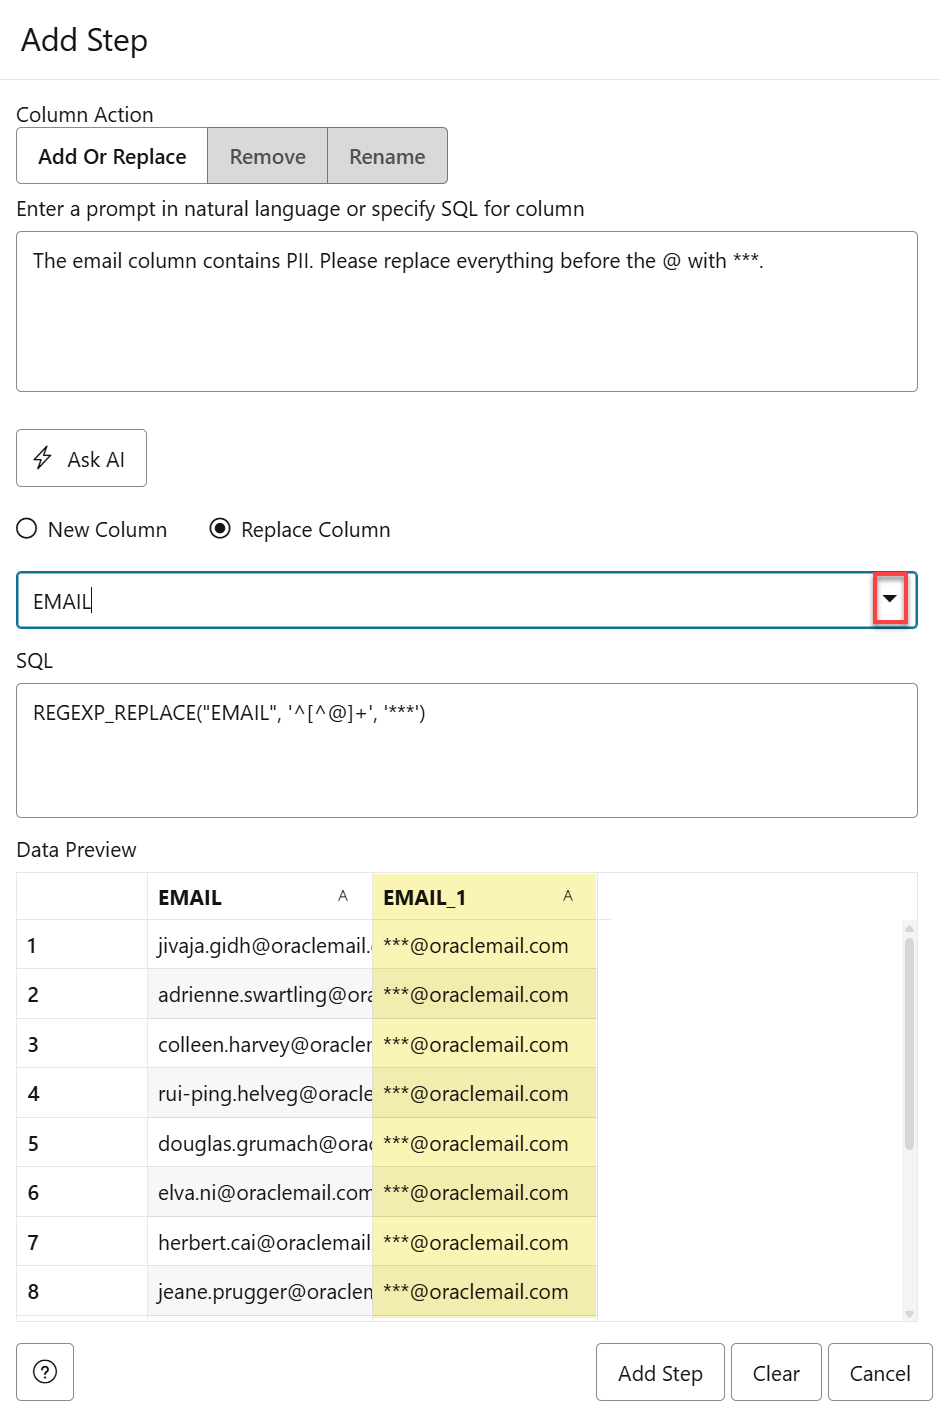 Add Step
Column Action
Add Or Replace Remove Rename
Enter a prompt in natural language or specify SQL for column
The email column contains PII. Please replace everything before the @ with ***.
Ask AI
New Column Replace Column
EMAIL
SQL
REGEXP_REPLACE("EMAIL", '^[^@]+', '***')
Data Preview
EMAIL A EMAIL_1 A
1 jivaja.gidh@oraclemail. ***@oraclemail.com
2 adrienne.swartling@ora ***@oraclemail.com
3 colleen.harvey@oracle ***@oraclemail.com
4 rui-ping.helveg@oracle ***@oraclemail.com
5 douglas.grumach@orac ***@oraclemail.com
6 elva.ni@oraclemail.com ***@oraclemail.com
7 herbert.cai@oraclemail ***@oraclemail.com
8 jeane.prugger@oracle ***@oraclemail.com
? Add Step Clear Cancel